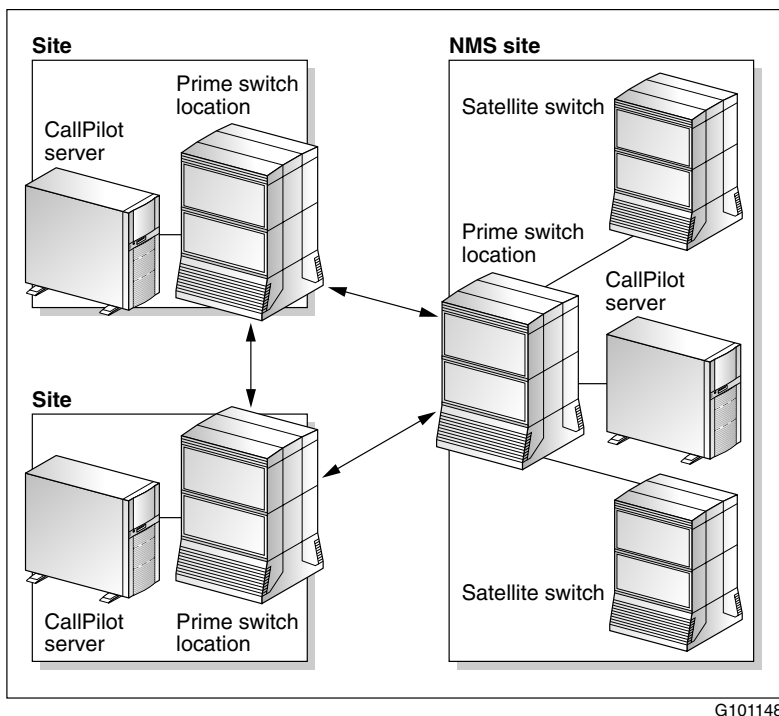 Site
Prime switch
location
CallPilot
server
Site
CallPilot
server
Prime switch
location
NMS site
Satellite switch
Prime switch
location
CallPilot
server
Satellite switch
G101148